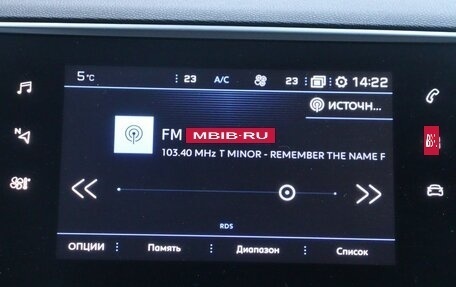 5°C 23 A/C 23 14:22
ИСТОЧН...
FM MBIB·RU
103.40 MHz T MINOR - REMEMBER THE NAME F
RDS
ОПЦИИ Память Диапазон Список